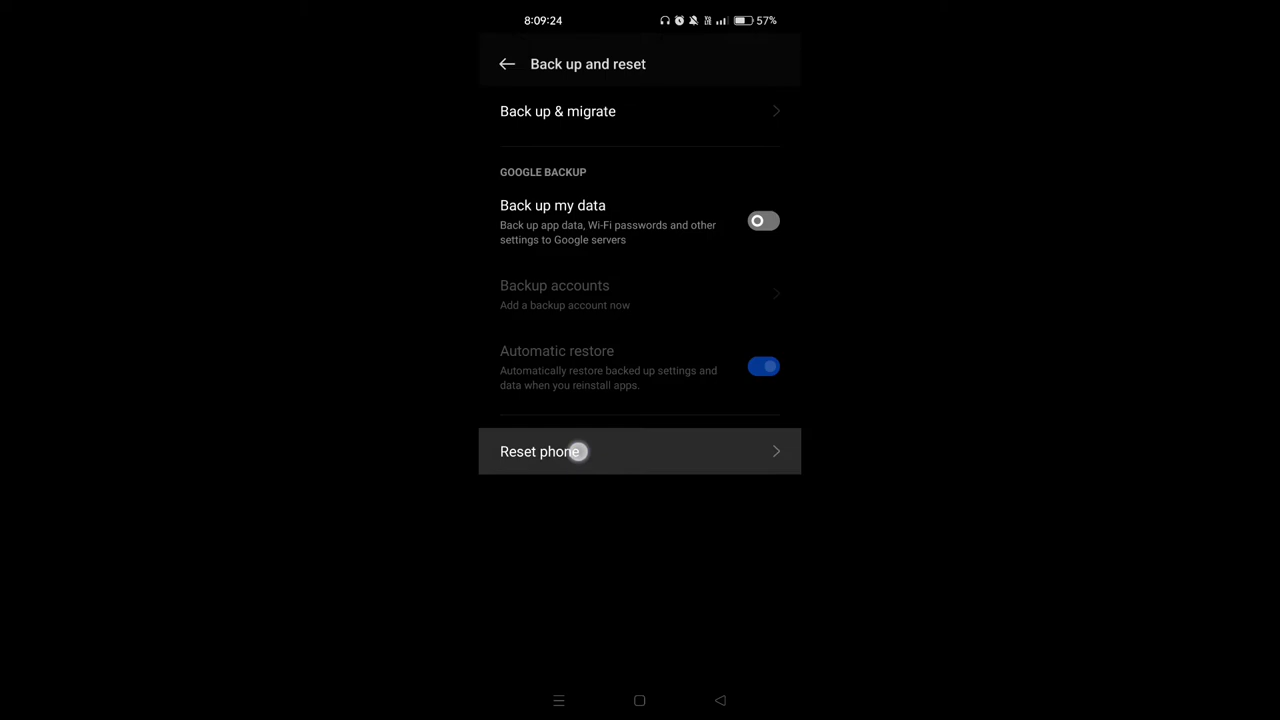 8:09:24
57%
Back up and reset
Back up & migrate
GOOGLE BACKUP
Back up my data
Back up app data, Wi-Fi passwords and other
settings to Google servers
Backup accounts
Add a backup account now
Automatic restore
Automatically restore backed up settings and
data when you reinstall apps.
Reset phone